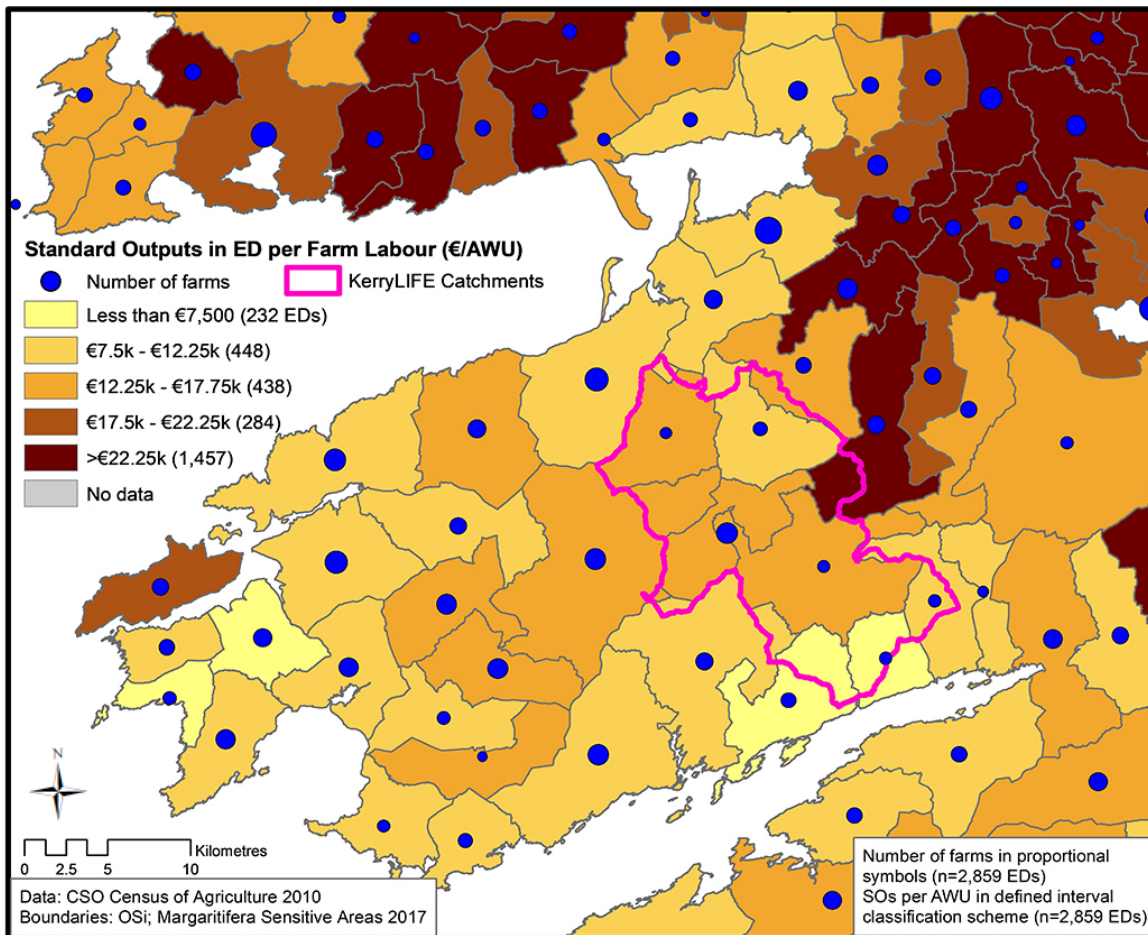 Standard Outputs in ED per Farm Labour (€/AWU)
Number of farms
KerryLIFE Catchments
Less than €7,500 (232 EDs)
€7.5k - €12.25k (448)
€12.25k - €17.75k (438)
€17.5k - €22.25k (284)
>€22.25k (1,457)
No data
N
Kilometres
0 2.5 5 10
Data: CSO Census of Agriculture 2010
Boundaries: OSi; Margaritifera Sensitive Areas 2017
Number of farms in proportional
symbols (n=2,859 EDs)
SOs per AWU in defined interval
classification scheme (n=2,859 EDs)